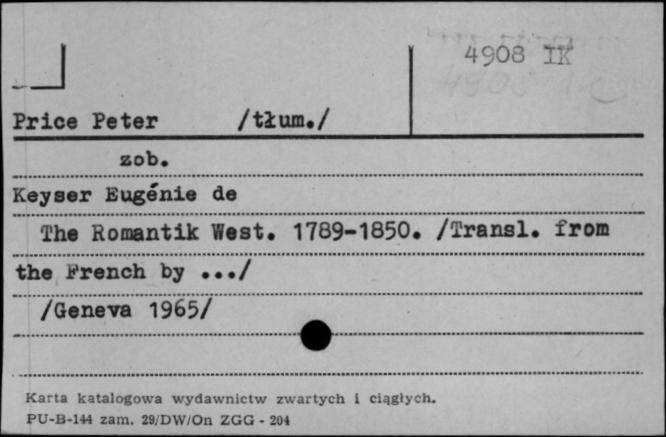 4908 IK
Price Peter /tłum./
zob.
Keyser Eugénie de
The Romantik West. 1789-1850. /Transl. from
the French by .../
/Geneva 1965/
Karta katalogowa wydawnictw zwartych i ciągłych.
PU-B-144 zam. 29/DW/On ZGG - 204